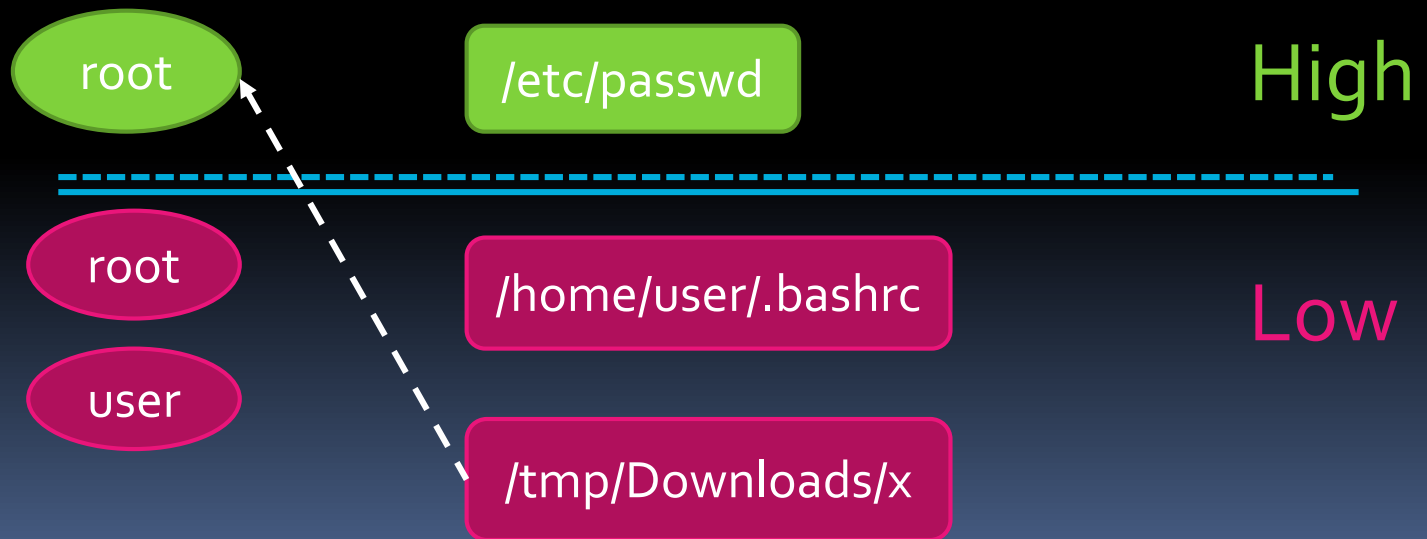 root
/etc/passwd
High
root
/home/user/.bashrc
Low
user
/tmp/Downloads/x